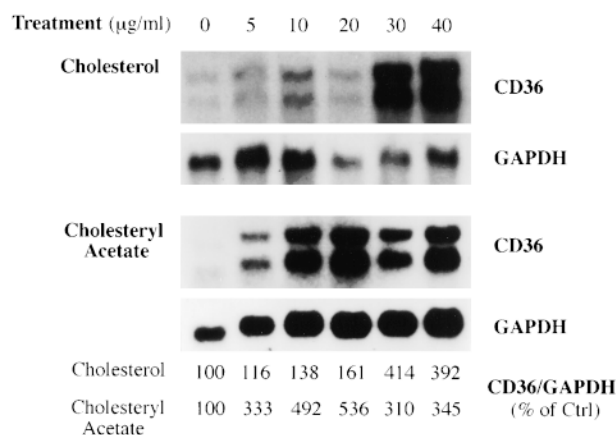 Treatment (µg/ml) 0 5 10 20 30 40
Cholesterol
CD36
GAPDH
Cholesteryl
Acetate
CD36
GAPDH
Cholesterol 100 116 138 161 414 392
CD36/GAPDH
(% of Ctrl)
Cholesteryl
Acetate
100 333 492 536 310 345